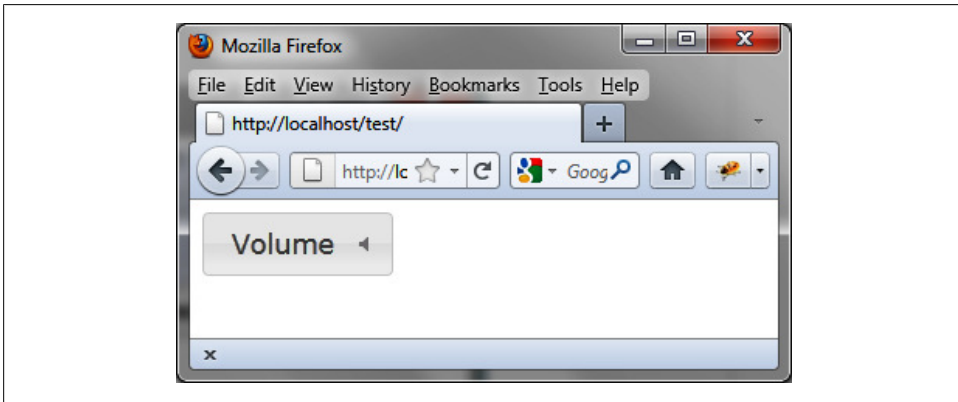 Mozilla Firefox
File Edit View History Bookmarks Tools Help
http://localhost/test/
http://lc Goog
Volume